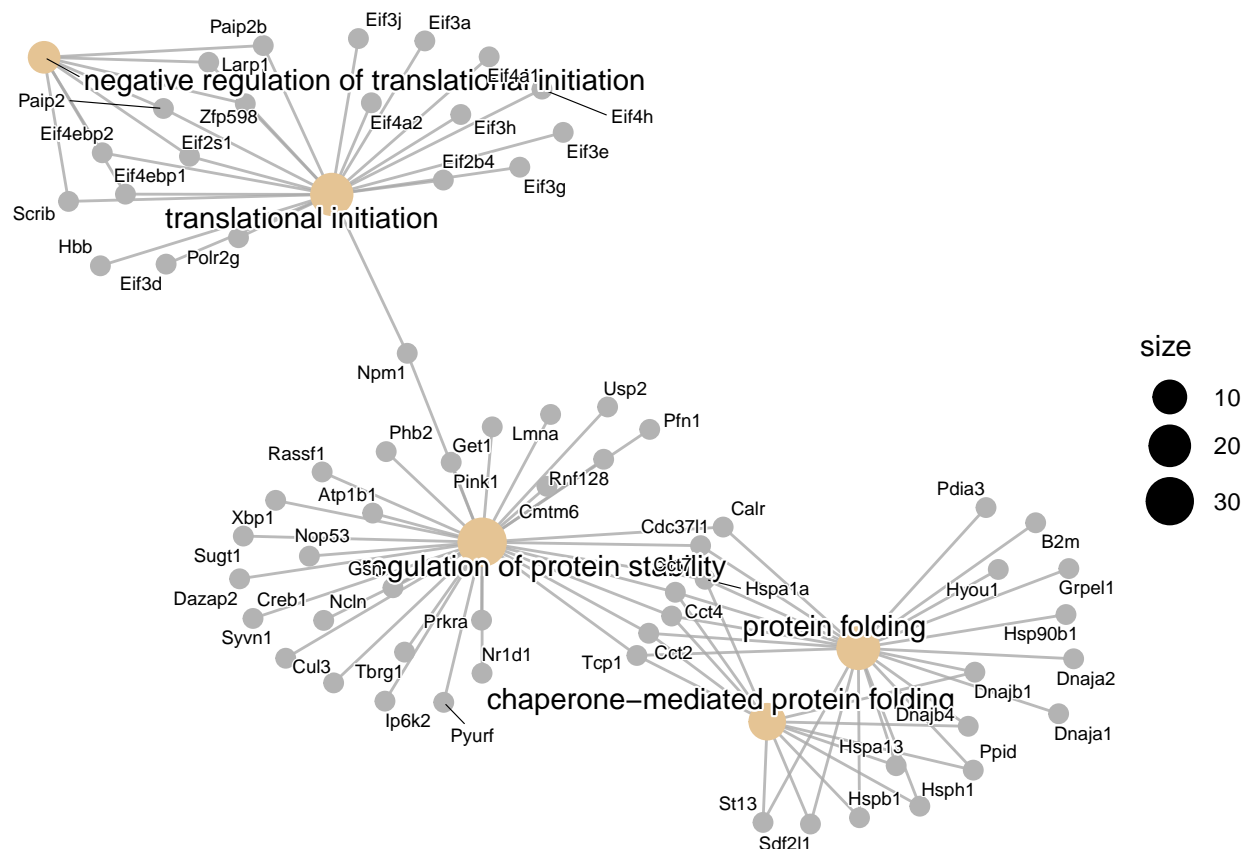 Eif3j
Eif3a
Paip2b
Larp1
Eif4a1
negative regulation of translational initiation
Paip2
Zfp598
Eif4a2
Eif3h
Eif4h
Eif4ebp2
Eif2s1
Eif3e
Eif4ebp1
Eif2b4
Eif3g
Scrib
translational initiation
Hbb
Polr2g
Eif3d
size
Npm1
10
Usp2
20
Phb2
Get1
Lmna
Pfn1
Rassf1
Pink1
Rnf128
Pdia3
30
Atp1b1
Cmtm6
Calr
Xbp1
Cdc37l1
B2m
Nop53
Sugt1
Gsn
Cct7
regulation of protein stability
Hspa1a
Hyou1
Grpel1
Dazap2
Creb1
Ncln
Prkra
Cct4
protein folding
Hsp90b1
Syvn1
Cul3
Tbrg1
Nr1d1
Tcp1
Cct2
Dnaja2
chaperone−mediated protein folding
Dnajb1
Ip6k2
Dnajb4
Pyurf
Dnaja1
Hspa13
Ppid
Hsph1
St13
Hspb1
Sdf2l1